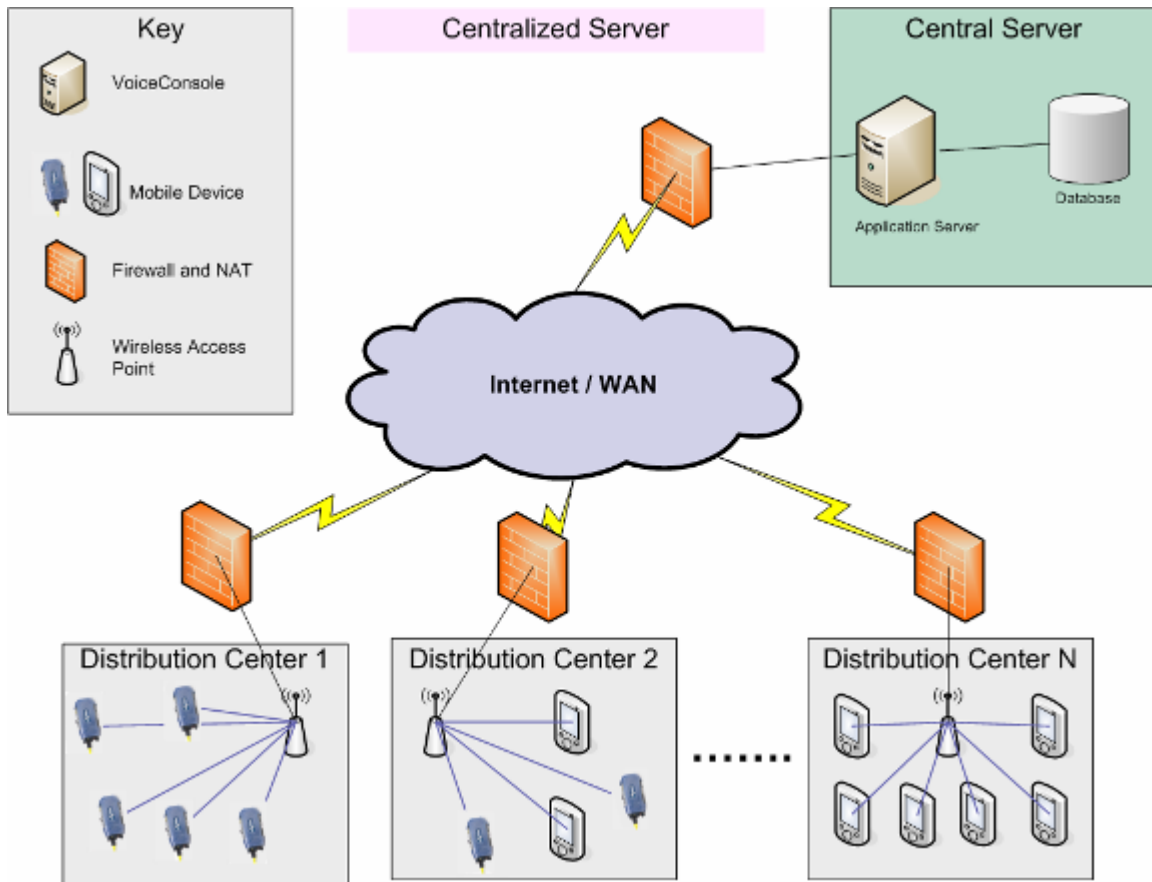 Key
VoiceConsole
Mobile Device
Firewall and NAT
Wireless Access
Point
Centralized Server
Central Server
Application Server
Database
Internet / WAN
Distribution Center 1
Distribution Center 2
Distribution Center N